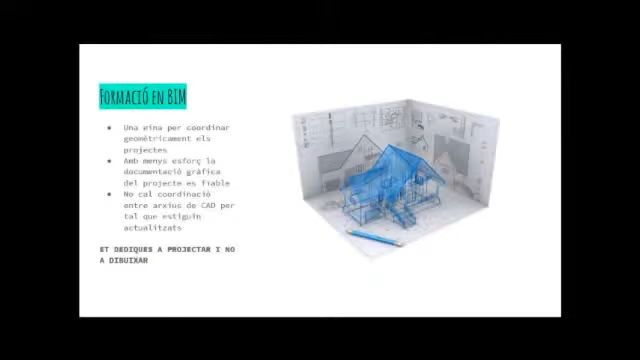 Formació en BIM
● Una eina per coordinar
geomètricament els
projectes
● Amb menys esforç la
documentació gràfica
del projecte es fiable
● No cal coordinació
entre arxius de CAD per
tal que estiguin
actualitzats
ET DEDIQUES A PROJECTAR I NO
A DIBUIXAR